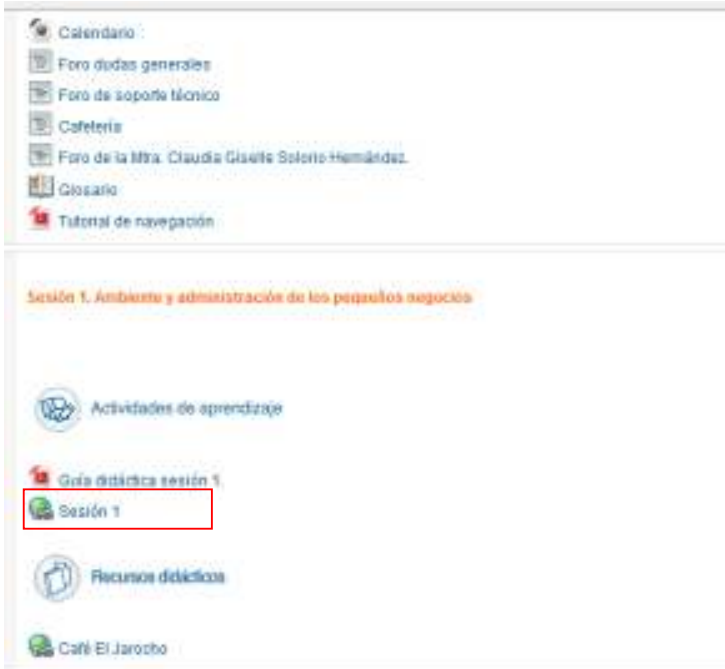 Calendario
Foro dudas generales
Foro de soporte técnico
Cafetería
Foro de la Mtra. Claudia Giselle Solorio Hernández.
Glosario
Tutorial de navegación
Sesión 1. Ambiente y administración de los pequeños negocios
Actividades de aprendizaje
Guía didáctica sesión 1
Sesión 1
Recursos didácticos
Café El Jarocho